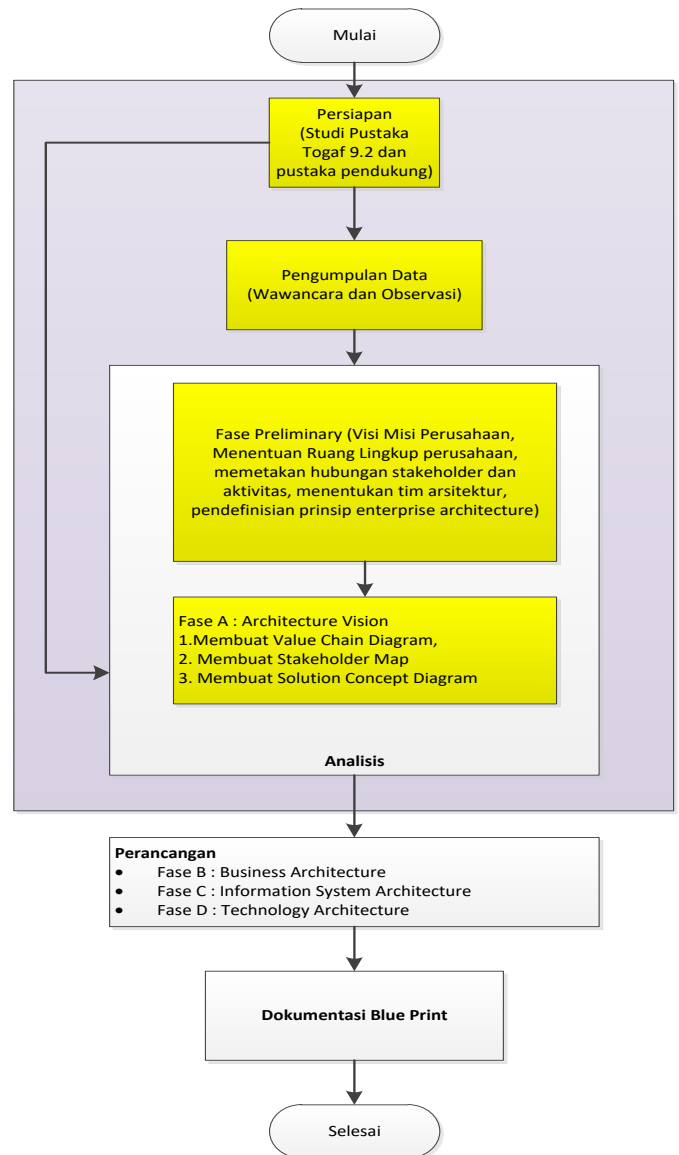 Mulai
Persiapan
(Studi Pustaka
Togaf 9.2 dan
pustaka pendukung)
Pengumpulan Data
(Wawancara dan Observasi)
Fase Preliminary (Visi Misi Perusahaan,
Menentuan Ruang Lingkup perusahaan,
memetakan hubungan stakeholder dan
aktivitas, menentukan tim arsitektur,
pendefinisian prinsip enterprise architecture)
Fase A : Architecture Vision
1.Membuat Value Chain Diagram,
2. Membuat Stakeholder Map
3. Membuat Solution Concept Diagram
Analisis
Perancangan
• Fase B : Business Architecture
• Fase C : Information System Architecture
• Fase D : Technology Architecture
Dokumentasi Blue Print
Selesai